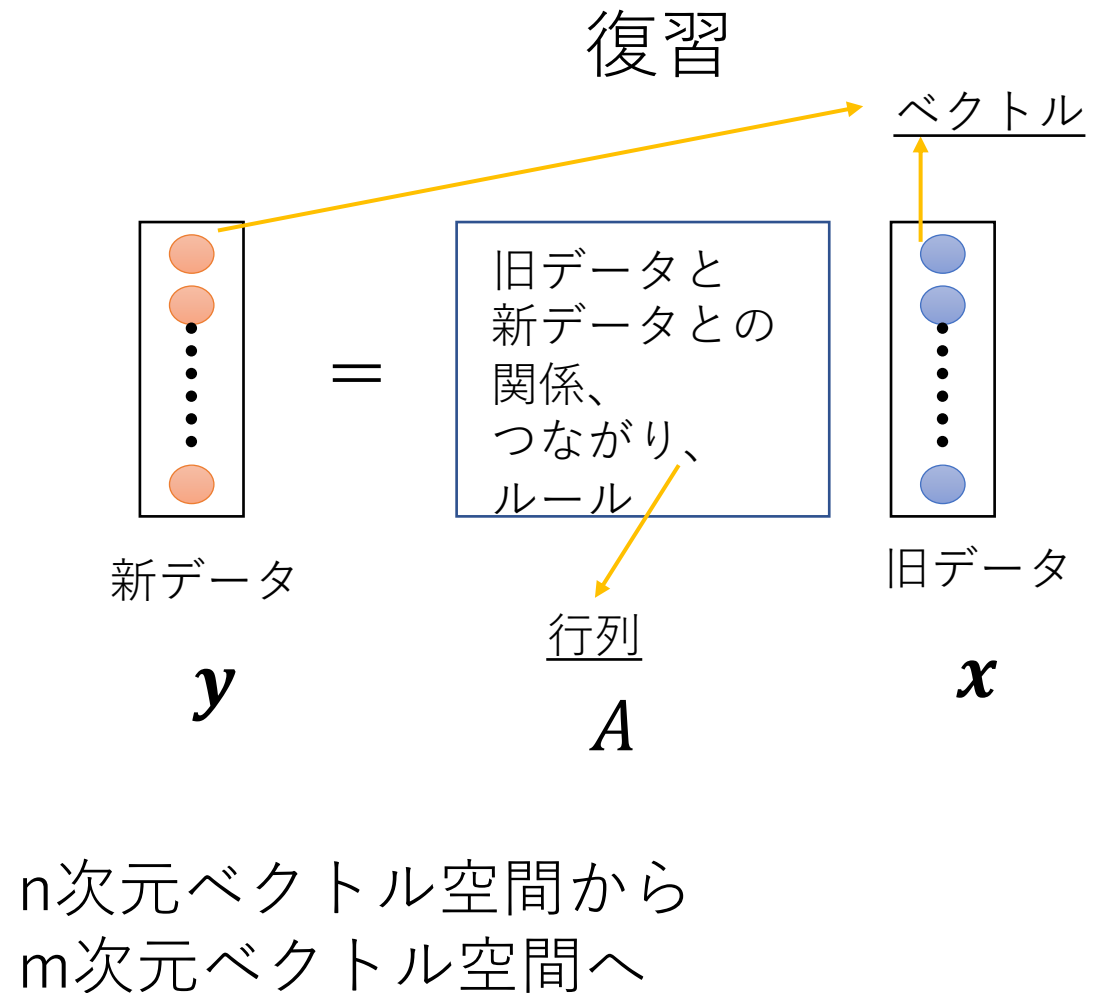 復習
ベクトル
旧データと
新データとの
関係、
つながり、
ルール
=
新データ
旧データ
行列
y
A
x
n次元ベクトル空間から
m次元ベクトル空間へ